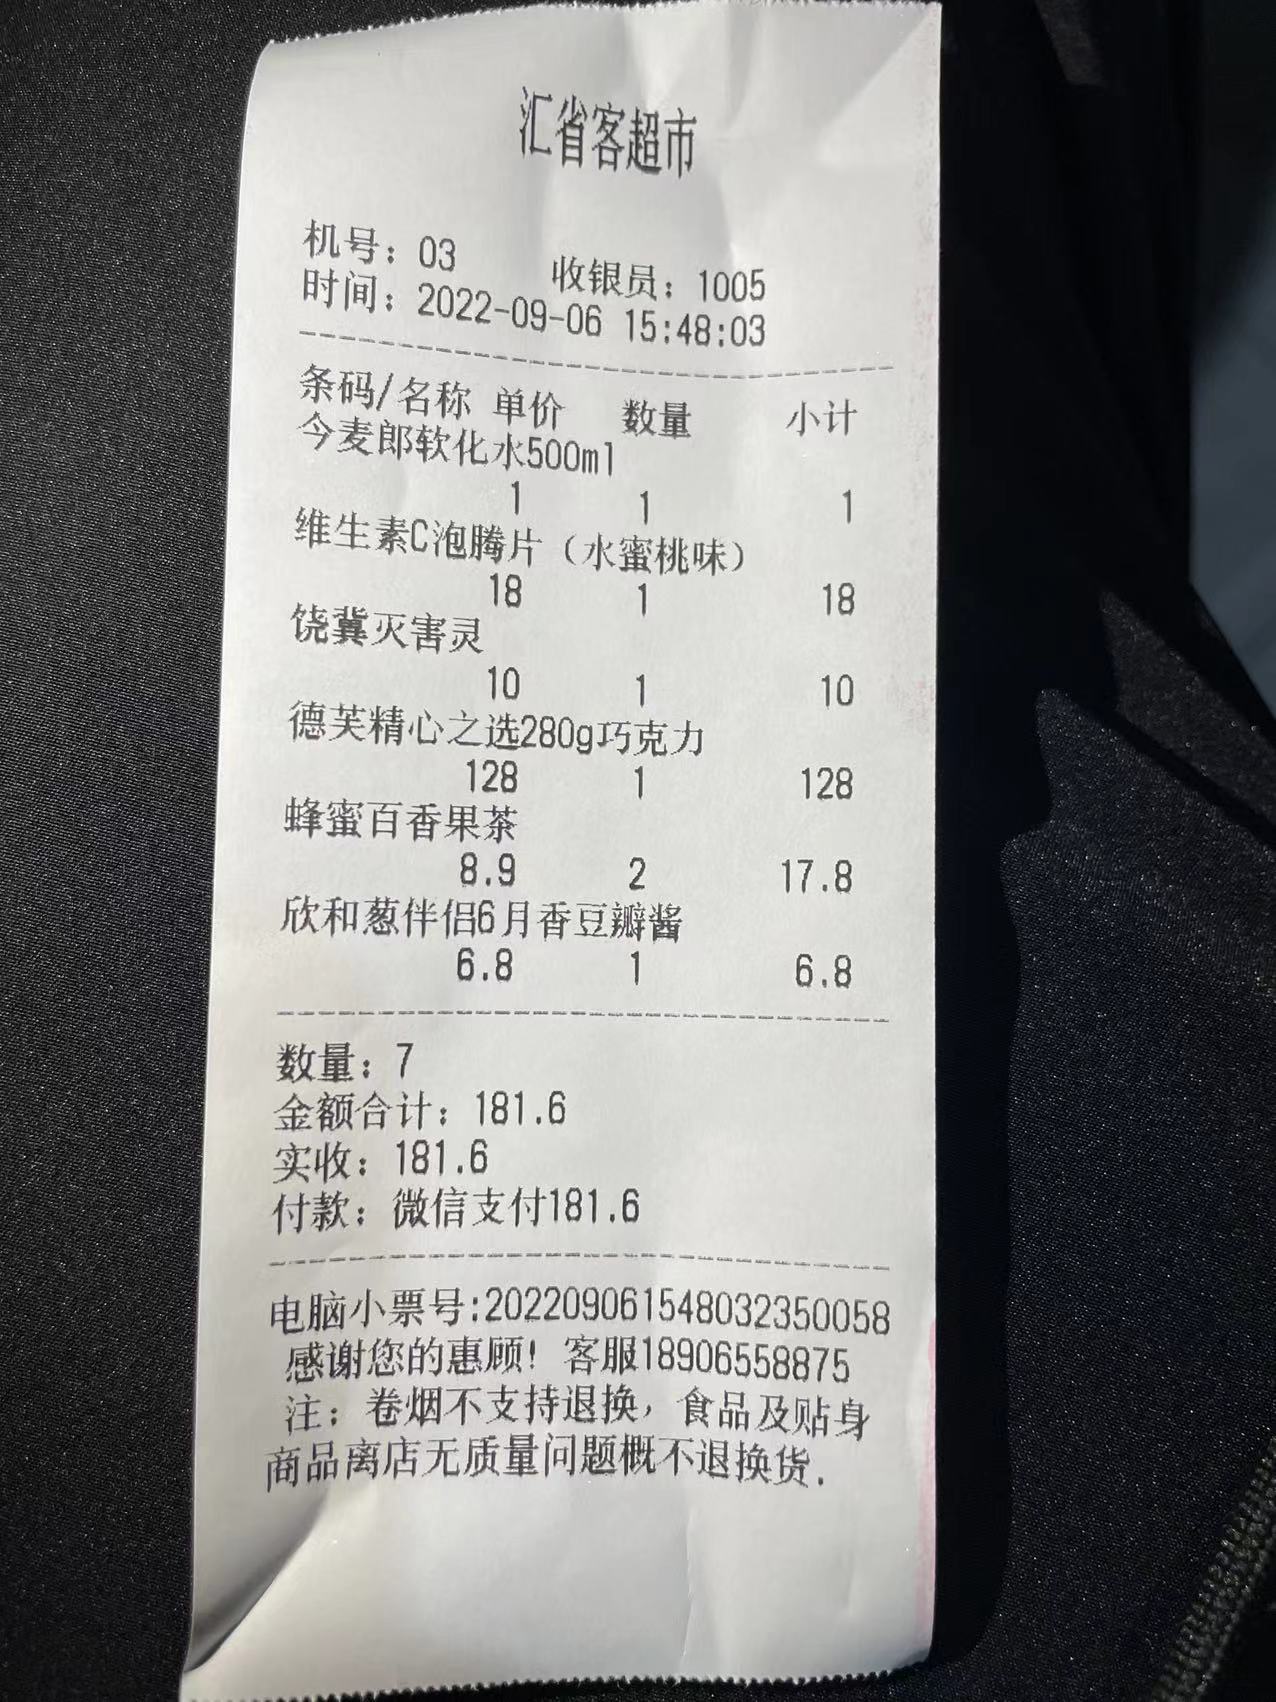 汇省客超市
机号：03 收银员：1005
时间：2022-09-06 15:48:03
条码/名称 单价 数量 小计
今麦郎软化水500ml
1 1 1
维生素C泡腾片（水蜜桃味）
18 1 18
饶冀灭害灵
10 1 10
德芙精心之选280g巧克力
128 1 128
蜂蜜百香果茶
8.9 2 17.8
欣和葱伴侣6月香豆瓣酱
6.8 1 6.8
数量：7
金额合计：181.6
实收：181.6
付款：微信支付181.6
电脑小票号:202209061548032350058
感谢您的惠顾！客服18906558875
注：卷烟不支持退换，食品及贴身
商品离店无质量问题概不退换货.